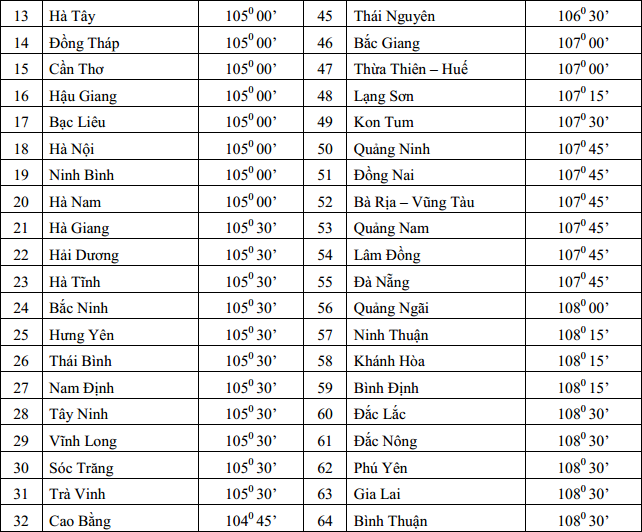 13 Hà Tây 105⁰ 00’ 45 Thái Nguyên 106⁰ 30’
14 Đồng Tháp 105⁰ 00’ 46 Bắc Giang 107⁰ 00’
15 Cần Thơ 105⁰ 00’ 47 Thừa Thiên – Huế 107⁰ 00’
16 Hậu Giang 105⁰ 00’ 48 Lạng Sơn 107⁰ 15’
17 Bạc Liêu 105⁰ 00’ 49 Kon Tum 107⁰ 30’
18 Hà Nội 105⁰ 00’ 50 Quảng Ninh 107⁰ 45’
19 Ninh Bình 105⁰ 00’ 51 Đồng Nai 107⁰ 45’
20 Hà Nam 105⁰ 00’ 52 Bà Rịa – Vũng Tàu 107⁰ 45’
21 Hà Giang 105⁰ 30’ 53 Quảng Nam 107⁰ 45’
22 Hải Dương 105⁰ 30’ 54 Lâm Đồng 107⁰ 45’
23 Hà Tĩnh 105⁰ 30’ 55 Đà Nẵng 107⁰ 45’
24 Bắc Ninh 105⁰ 30’ 56 Quảng Ngãi 108⁰ 00’
25 Hưng Yên 105⁰ 30’ 57 Ninh Thuận 108⁰ 15’
26 Thái Bình 105⁰ 30’ 58 Khánh Hòa 108⁰ 15’
27 Nam Định 105⁰ 30’ 59 Bình Định 108⁰ 15’
28 Tây Ninh 105⁰ 30’ 60 Đắc Lắc 108⁰ 30’
29 Vĩnh Long 105⁰ 30’ 61 Đắc Nông 108⁰ 30’
30 Sóc Trăng 105⁰ 30’ 62 Phú Yên 108⁰ 30’
31 Trà Vinh 105⁰ 30’ 63 Gia Lai 108⁰ 30’
32 Cao Bằng 104⁰ 45’ 64 Bình Thuận 108⁰ 30’